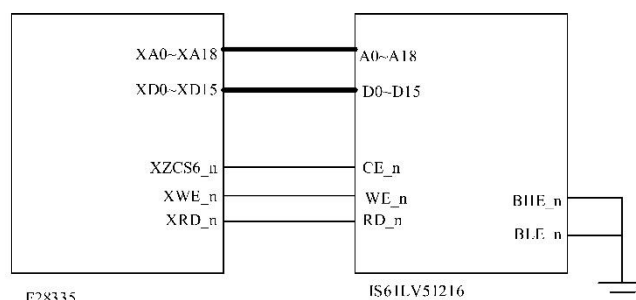 XA0~XA18
A0~A18
XD0~XD15
D0~D15
XZCS6_n
CE_n
XWE_n
WE_n
XRD_n
RD_n
BHE_n
BLE_n
F28335
IS61LV51216